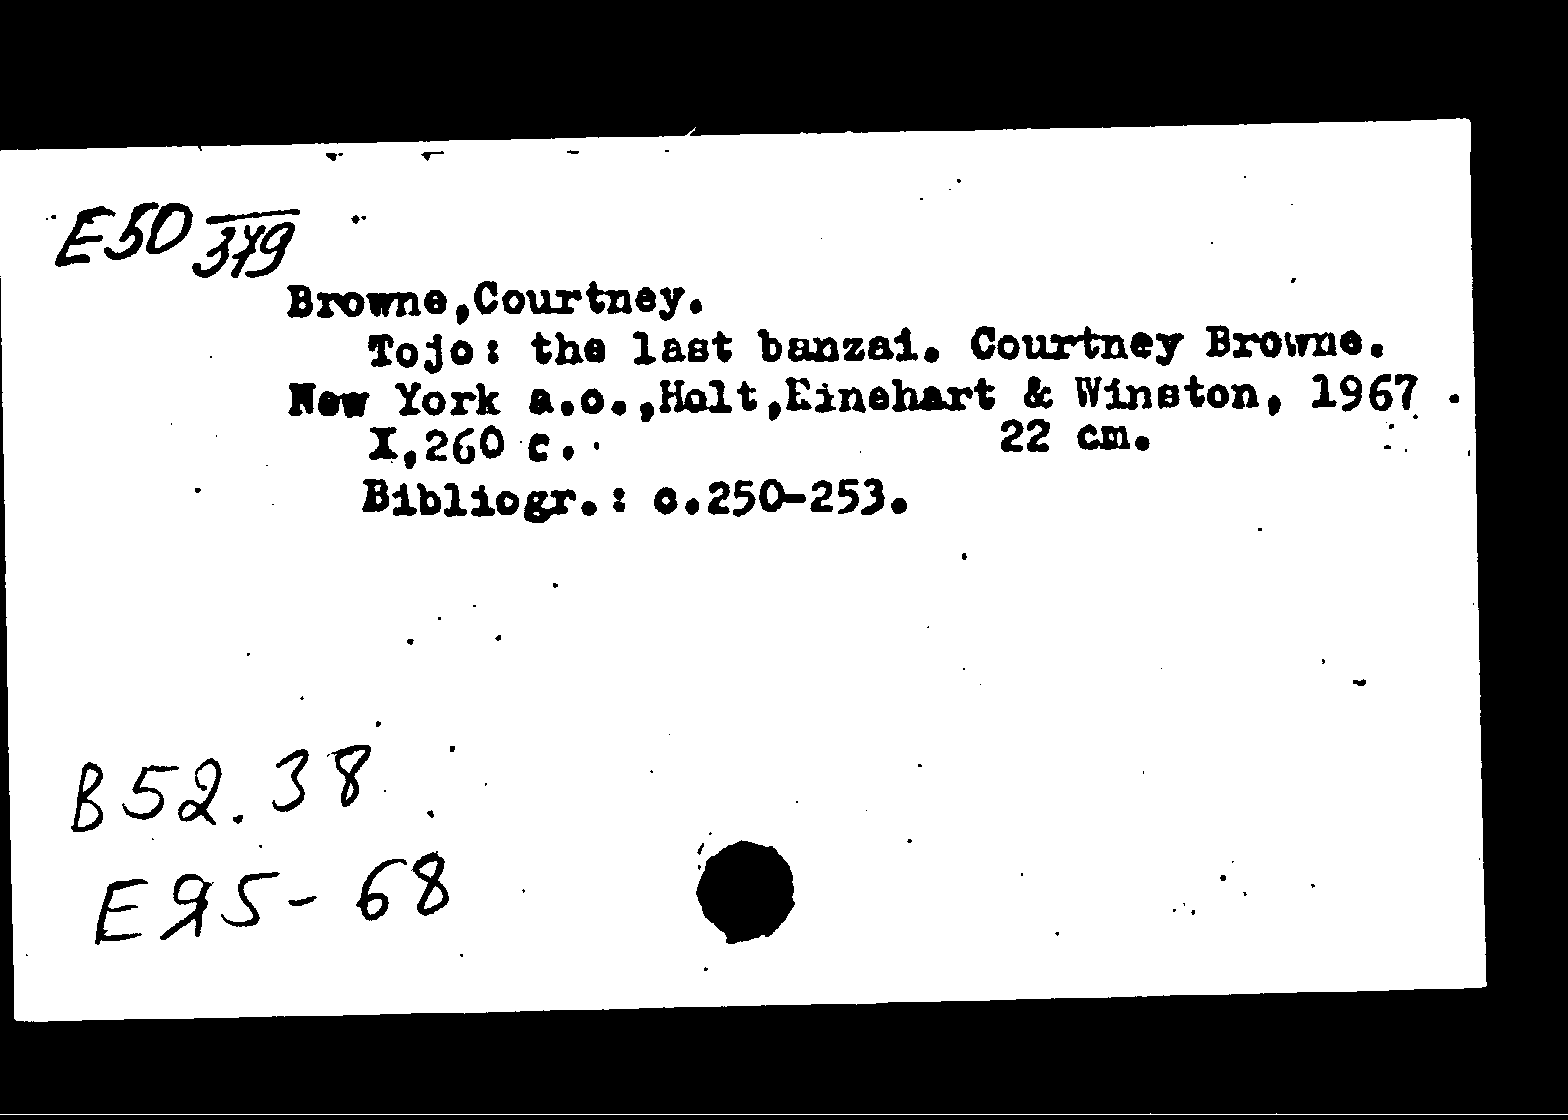 E50 379
Browne,Courtney.
Tojo: the last banzai. Courtney Browne.
New York a.o.,Holt,Rinehart & Winston, 1967.
X,260 c.
22 cm.
Bibliogr.: c.250-253.
B52.38
ЕЯ5-68